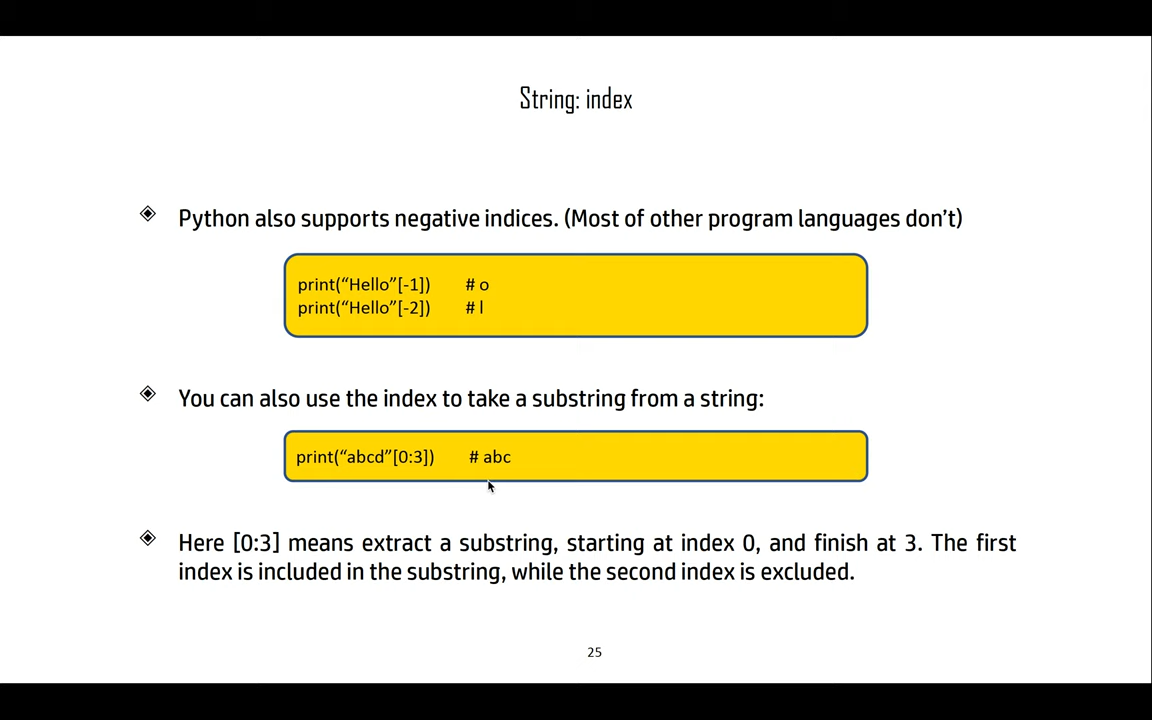 String: index
Python also supports negative indices. (Most of other program languages don’t)
print(“Hello”[-1]) # o
print(“Hello”[-2]) # l
You can also use the index to take a substring from a string:
print(“abcd”[0:3]) # abc
Here [0:3] means extract a substring, starting at index 0, and finish at 3. The first
index is included in the substring, while the second index is excluded.
25